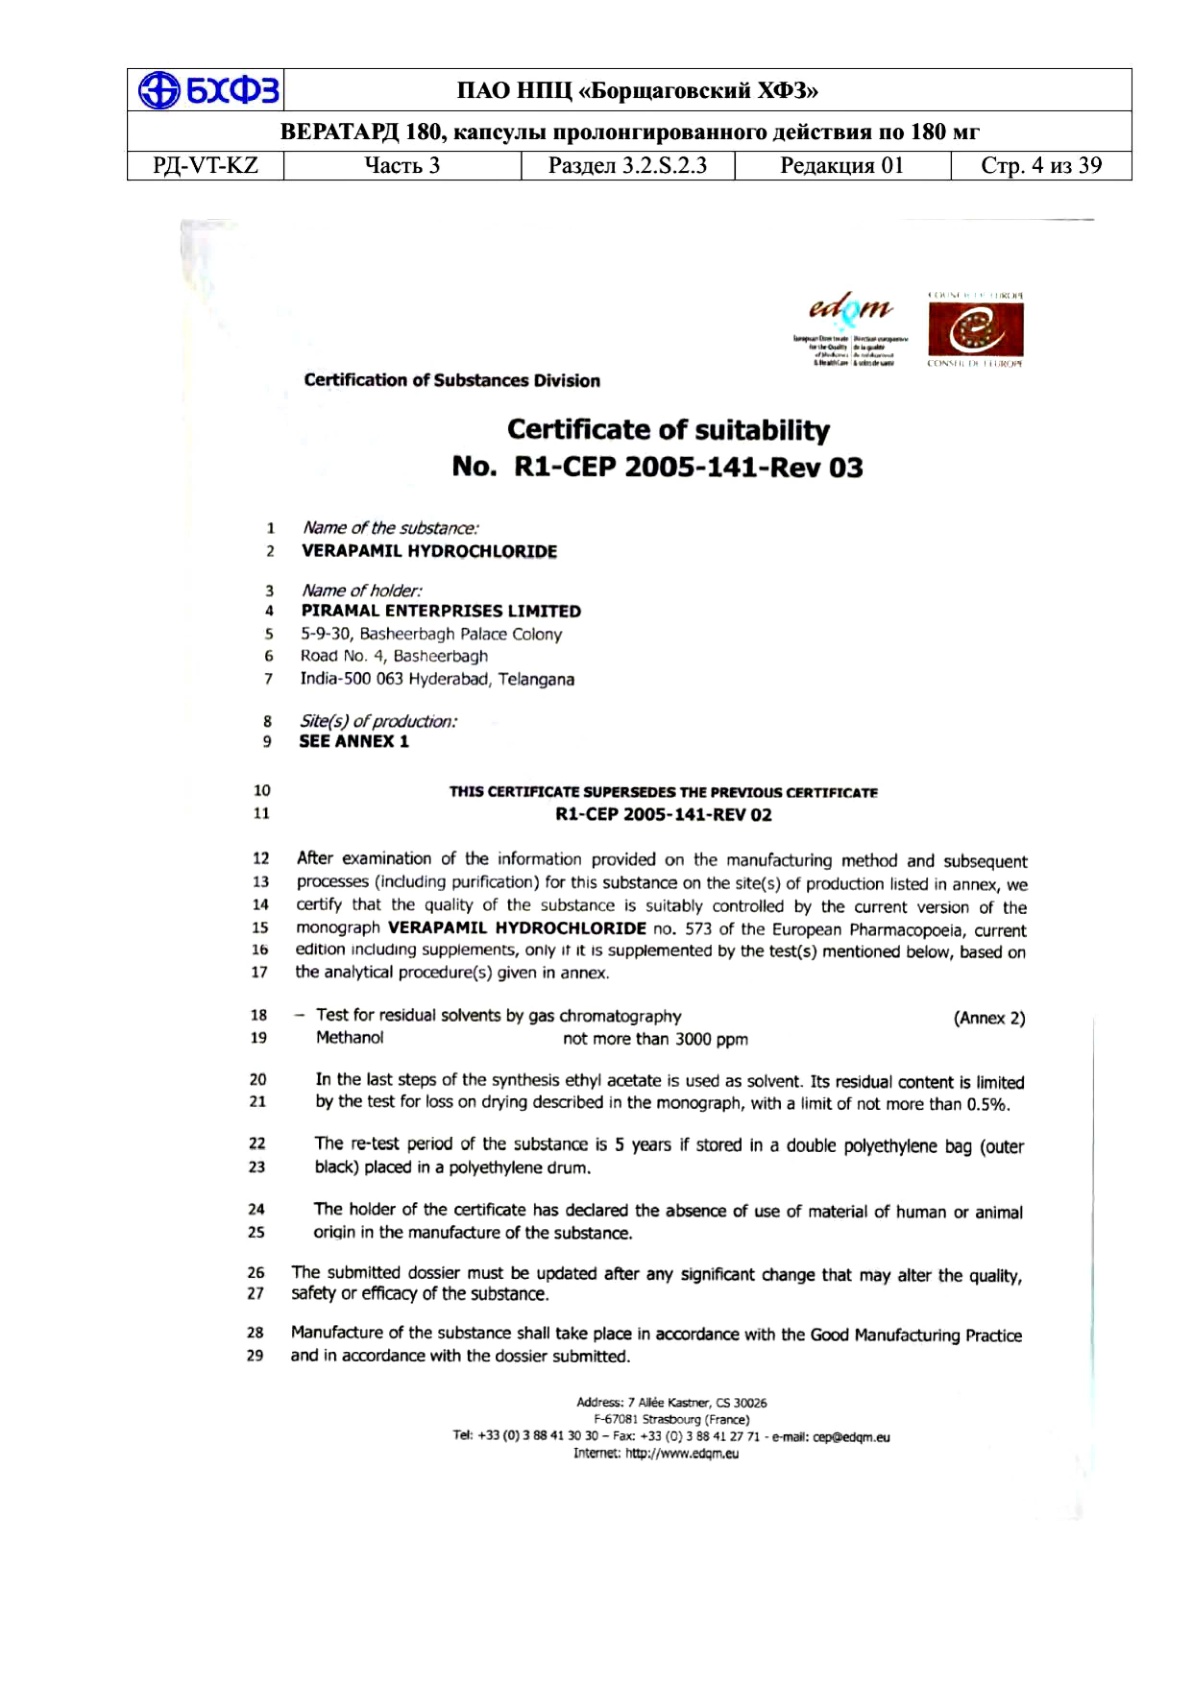 БХФЗ
ПАО НПЦ «Борщаговский ХФЗ»
ВЕРАТАРД 180, капсулы пролонгированного действия по 180 мг
РД-VT-KZ Часть 3 Раздел 3.2.S.2.3 Редакция 01 Стр. 4 из 39
edqm
COUNCIL OF EUROPE
European Directorate Direction européenne
for the Quality de la qualité
of Medicines du médicament
& HealthCare & soins de santé
CONSEIL DE L'EUROPE
Certification of Substances Division
Certificate of suitability
No. R1-CEP 2005-141-Rev 03
1 Name of the substance:
2 VERAPAMIL HYDROCHLORIDE
3 Name of holder:
4 PIRAMAL ENTERPRISES LIMITED
5 5-9-30, Basheerbagh Palace Colony
6 Road No. 4, Basheerbagh
7 India-500 063 Hyderabad, Telangana
8 Site(s) of production:
9 SEE ANNEX 1
10 THIS CERTIFICATE SUPERSEDES THE PREVIOUS CERTIFICATE
11 R1-CEP 2005-141-REV 02
12 After examination of the information provided on the manufacturing method and subsequent
13 processes (including purification) for this substance on the site(s) of production listed in annex, we
14 certify that the quality of the substance is suitably controlled by the current version of the
15 monograph VERAPAMIL HYDROCHLORIDE no. 573 of the European Pharmacopoeia, current
16 edition including supplements, only if it is supplemented by the test(s) mentioned below, based on
17 the analytical procedure(s) given in annex.
18 – Test for residual solvents by gas chromatography (Annex 2)
19 Methanol not more than 3000 ppm
20 In the last steps of the synthesis ethyl acetate is used as solvent. Its residual content is limited
21 by the test for loss on drying described in the monograph, with a limit of not more than 0.5%.
22 The re-test period of the substance is 5 years if stored in a double polyethylene bag (outer
23 black) placed in a polyethylene drum.
24 The holder of the certificate has declared the absence of use of material of human or animal
25 origin in the manufacture of the substance.
26 The submitted dossier must be updated after any significant change that may alter the quality,
27 safety or efficacy of the substance.
28 Manufacture of the substance shall take place in accordance with the Good Manufacturing Practice
29 and in accordance with the dossier submitted.
Address: 7 Allée Kastner, CS 30026
F-67081 Strasbourg (France)
Tel: +33 (0) 3 88 41 30 30 – Fax: +33 (0) 3 88 41 27 71 - e-mail: cep@edqm.eu
Internet: http://www.edqm.eu